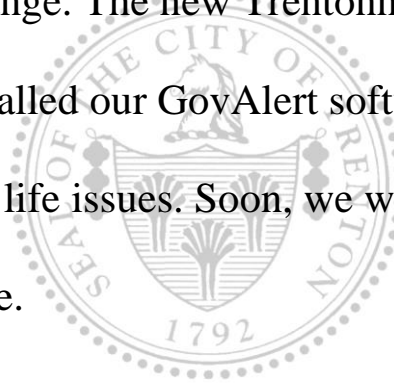 nge. The new Trentonn
alled our GovAlert soft
life issues. Soon, we w
e.
SEAL OF THE CITY OF TRENTON
1792